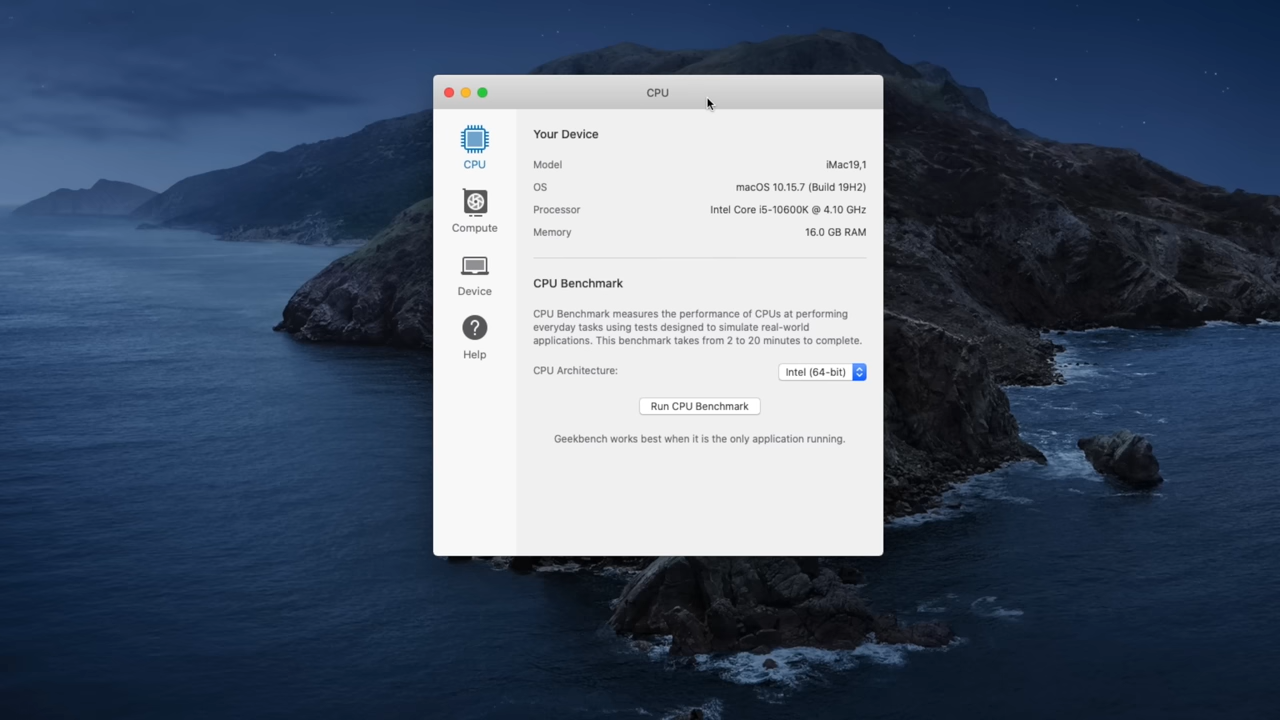 CPU
CPU
Compute
Device
Help
Your Device
Model iMac19,1
OS macOS 10.15.7 (Build 19H2)
Processor Intel Core i5-10600K @ 4.10 GHz
Memory 16.0 GB RAM
CPU Benchmark
CPU Benchmark measures the performance of CPUs at performing
everyday tasks using tests designed to simulate real-world
applications. This benchmark takes from 2 to 20 minutes to complete.
CPU Architecture: Intel (64-bit)
Run CPU Benchmark
Geekbench works best when it is the only application running.